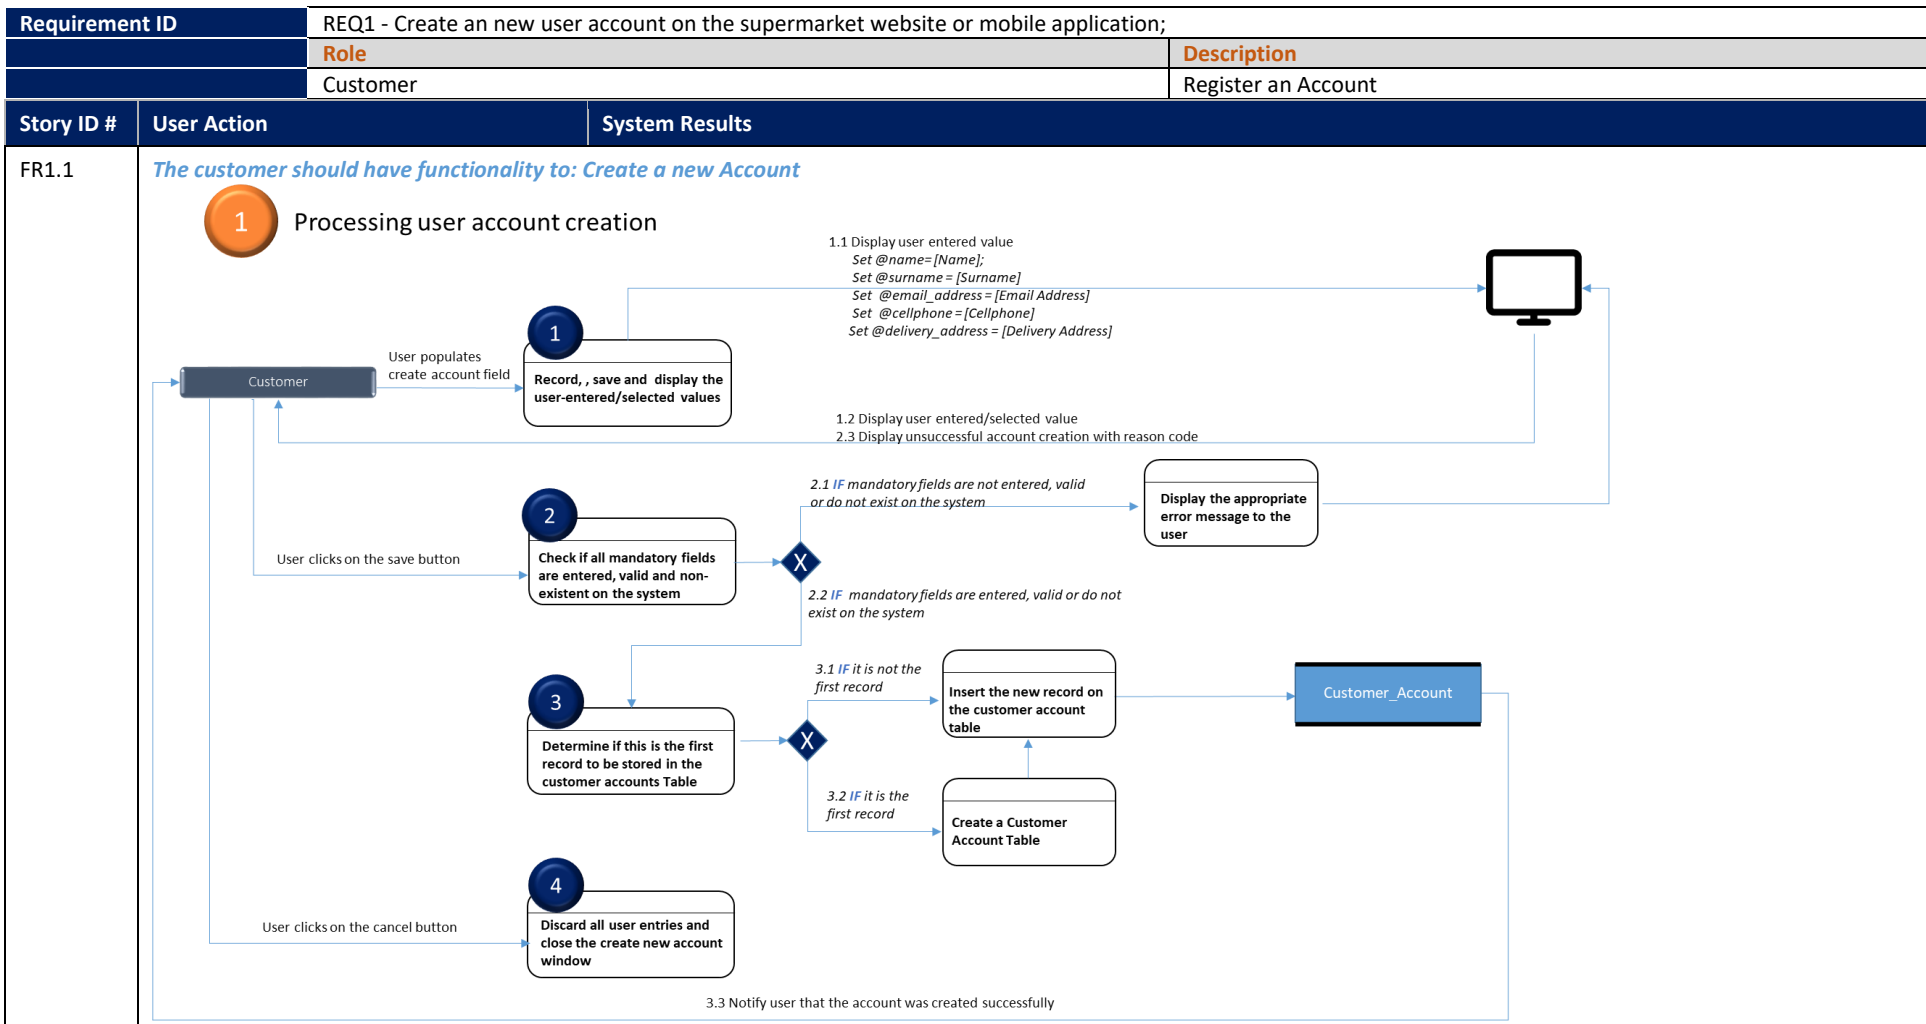 Requirement ID
REQ1 - Create an new user account on the supermarket website or mobile application;
Role
Description
Customer
Register an Account
Story ID #
User Action
System Results
FR1.1
The customer should have functionality to: Create a new Account
1
Processing user account creation
1.1 Display user entered value
Set @name=[Name];
Set @surname = [Surname]
Set @email_address = [Email Address]
Set @cellphone = [Cellphone]
Set @delivery_address = [Delivery Address]
Customer
User populates
create account field
1
Record, , save and display the
user-entered/selected values
1.2 Display user entered/selected value
2.3 Display unsuccessful account creation with reason code
User clicks on the save button
2
Check if all mandatory fields
are entered, valid and non-
existent on the system
X
2.1 IF mandatory fields are not entered, valid
or do not exist on the system
Display the appropriate
error message to the
user
2.2 IF mandatory fields are entered, valid or do not
exist on the system
3
Determine if this is the first
record to be stored in the
customer accounts Table
X
3.1 IF it is not the
first record
Insert the new record on
the customer account
table
Customer_Account
3.2 IF it is the
first record
Create a Customer
Account Table
User clicks on the cancel button
4
Discard all user entries and
close the create new account
window
3.3 Notify user that the account was created successfully